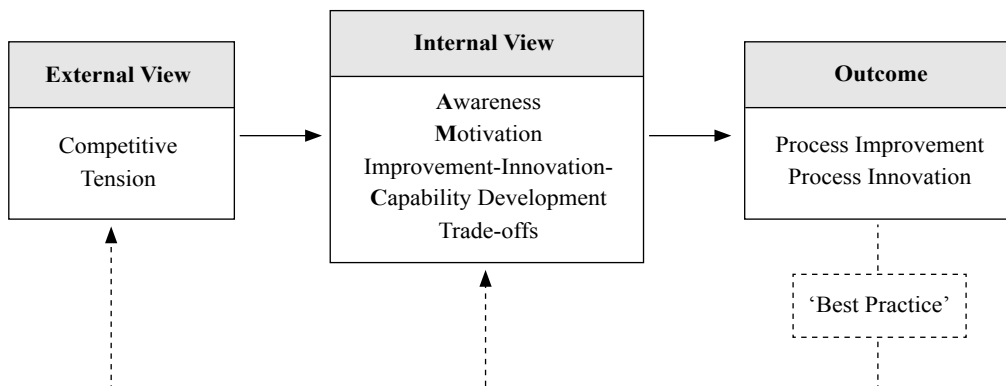 External View
Competitive
Tension
Internal View
Awareness
Motivation
Improvement-Innovation-
Capability Development
Trade-offs
Outcome
Process Improvement
Process Innovation
‘Best Practice’